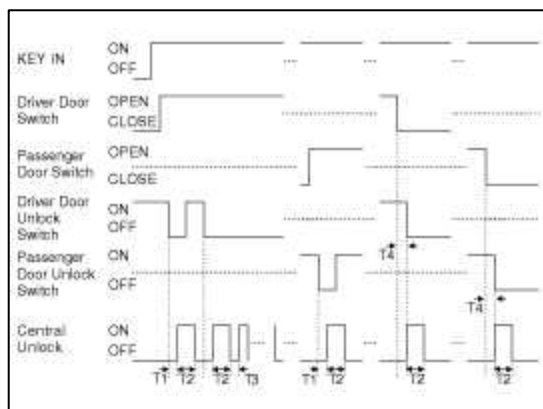 KEY IN ON
OFF
Driver Door Switch OPEN
CLOSE
Passenger Door Switch OPEN
CLOSE
Driver Door Unlock Switch ON
OFF
Passenger Door Unlock Switch ON
OFF
T4
T4
Central Unlock ON
OFF
T1 T2 T2 T3 T1 T2 T2 T2